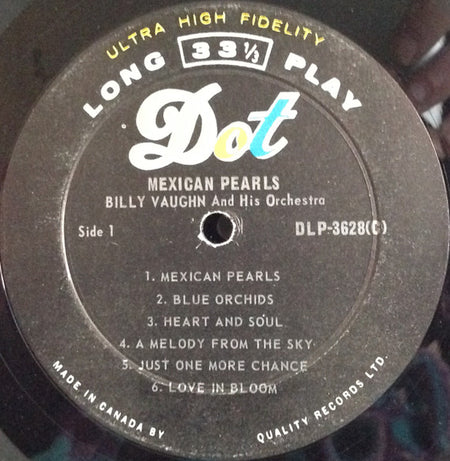 ULTRA HIGH FIDELITY
LONG 33 1/3 PLAY
Dot
MEXICAN PEARLS
BILLY VAUGHN And His Orchestra
Side 1 DLP-3628(C)
1. MEXICAN PEARLS
2. BLUE ORCHIDS
3. HEART AND SOUL
4. A MELODY FROM THE SKY
5. JUST ONE MORE CHANCE
6. LOVE IN BLOOM
MADE IN CANADA BY QUALITY RECORDS LTD.